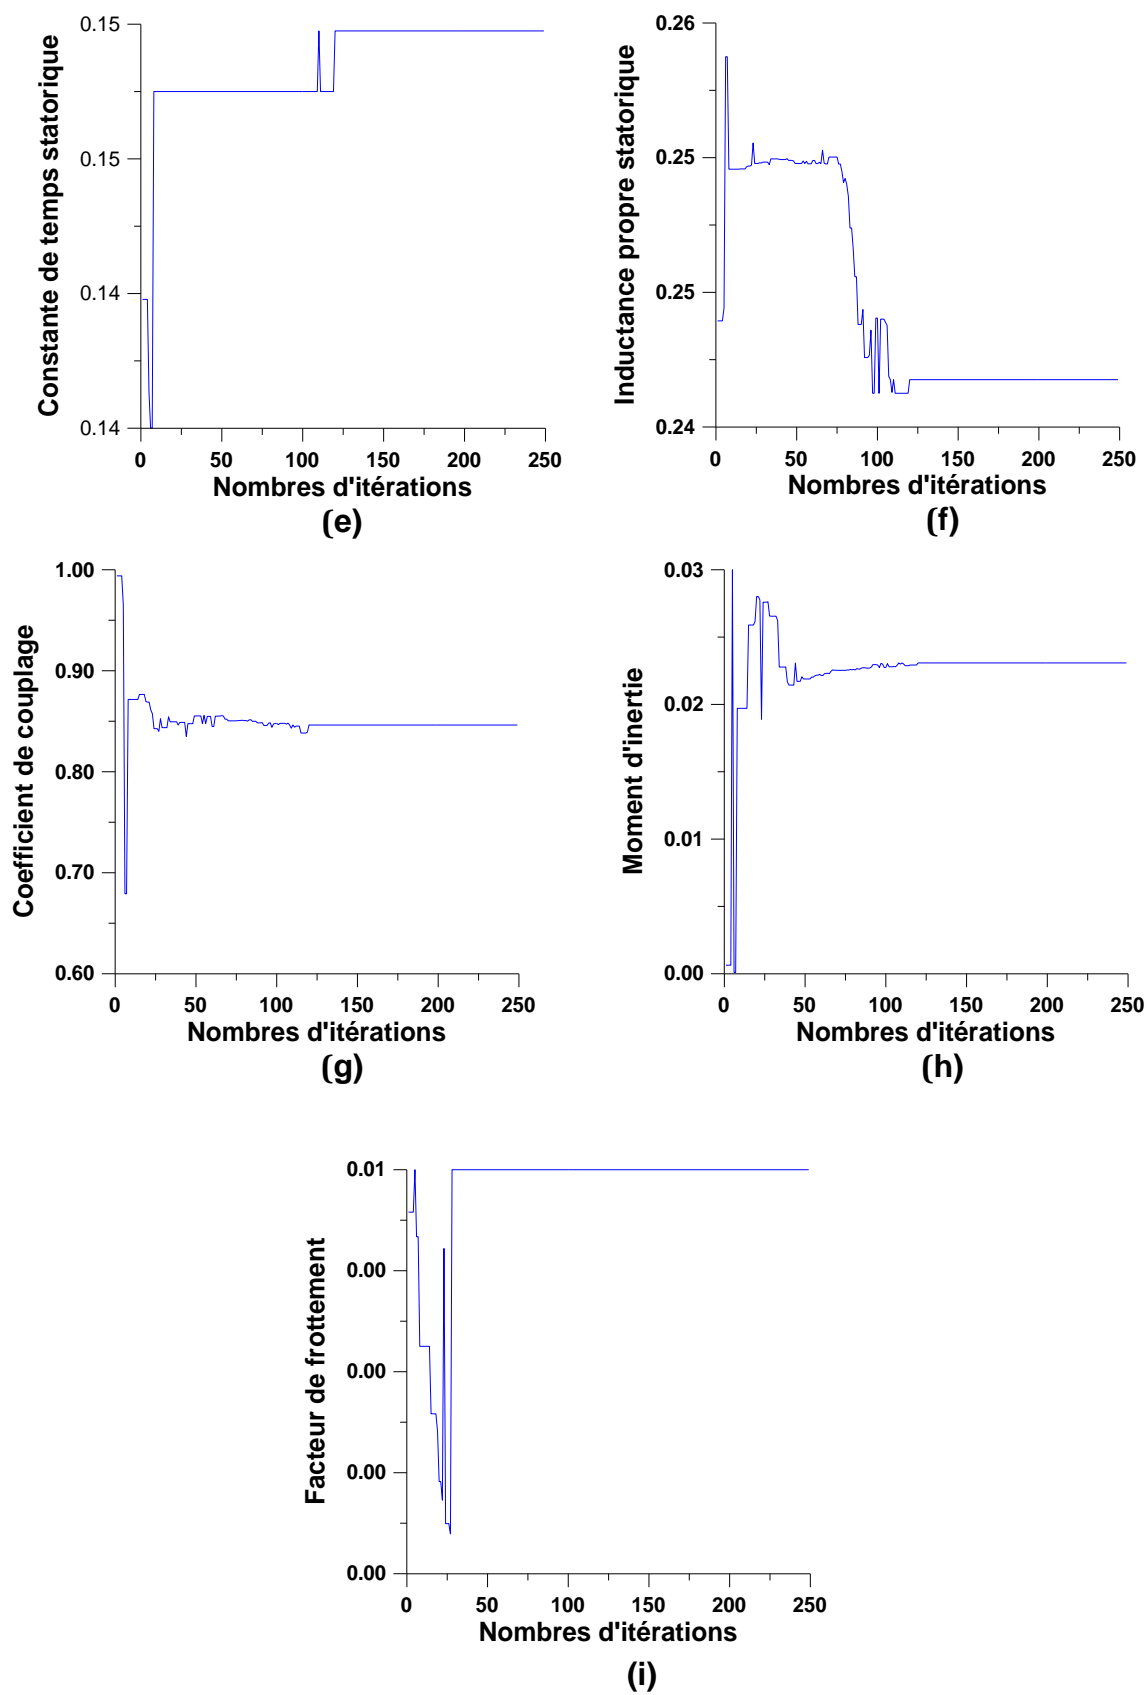 Constante de temps statorique
0.15
0.15
0.14
0.14
0 50 100 150 200 250
Nombres d'itérations
(e)
Inductance propre statorique
0.26
0.25
0.25
0.24
0 50 100 150 200 250
Nombres d'itérations
(f)
Coefficient de couplage
1.00
0.90
0.80
0.70
0.60
0 50 100 150 200 250
Nombres d'itérations
(g)
Moment d'inertie
0.03
0.02
0.01
0.00
0 50 100 150 200 250
Nombres d'itérations
(h)
Facteur de frottement
0.01
0.00
0.00
0.00
0.00
0 50 100 150 200 250
Nombres d'itérations
(i)